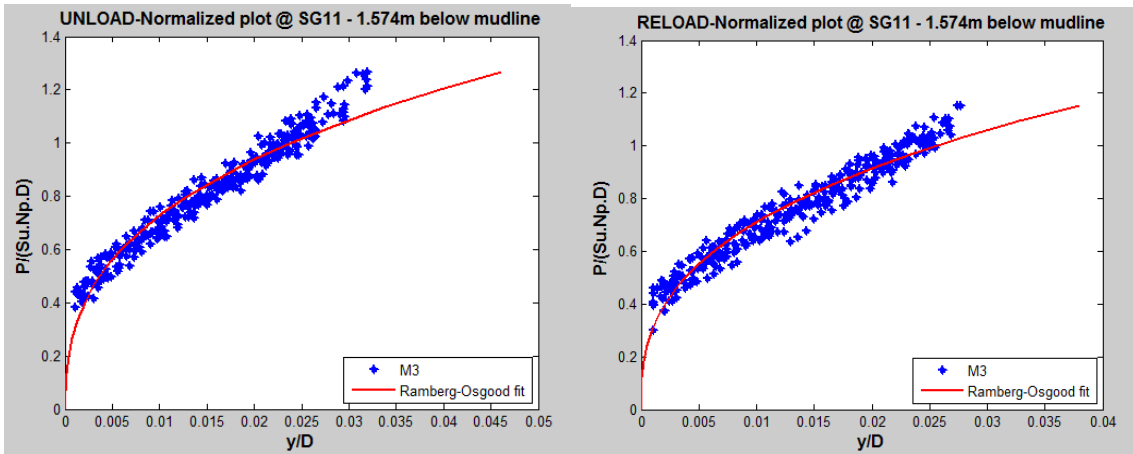 UNLOAD-Normalized plot @ SG11 - 1.574m below mudline
1.4
1.2
1
0.8
0.6
0.4
0.2
0
P/(Su.Np.D)
0 0.005 0.01 0.015 0.02 0.025 0.03 0.035 0.04 0.045 0.05
y/D
M3
Ramberg-Osgood fit
RELOAD-Normalized plot @ SG11 - 1.574m below mudline
1.4
1.2
1
0.8
0.6
0.4
0.2
0
P/(Su.Np.D)
0 0.005 0.01 0.015 0.02 0.025 0.03 0.035 0.04
y/D
M3
Ramberg-Osgood fit